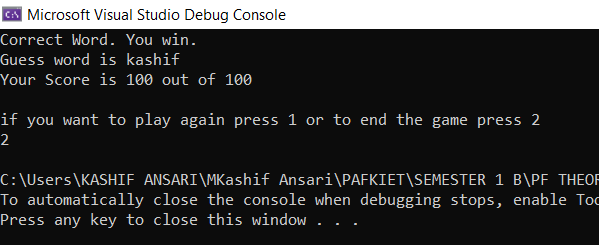 Microsoft Visual Studio Debug Console
Correct Word. You win.
Guess word is kashif
Your Score is 100 out of 100
if you want to play again press 1 or to end the game press 2
2
C:\Users\KASHIF ANSARI\MKashif Ansari\PAFKIET\SEMESTER 1 B\PF THEOR
To automatically close the console when debugging stops, enable Too
Press any key to close this window . . .